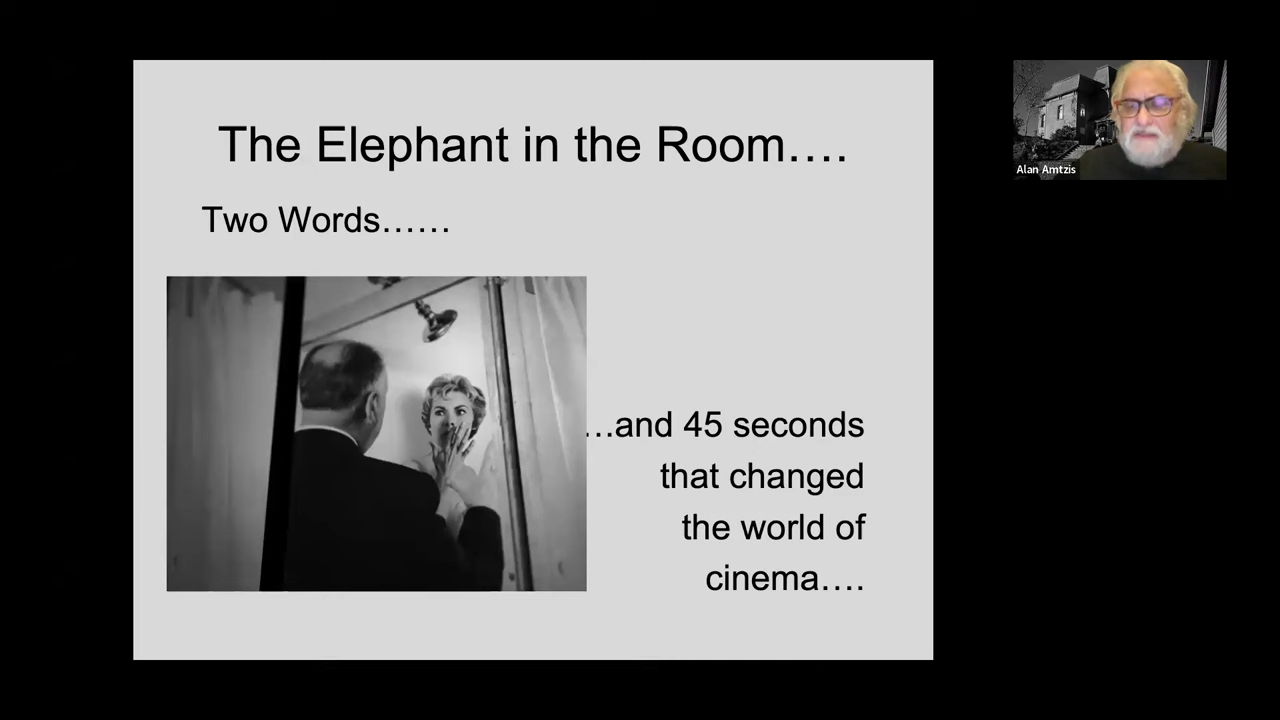 The Elephant in the Room….
Two Words……
…and 45 seconds
that changed
the world of
cinema….
Alan Amtzis